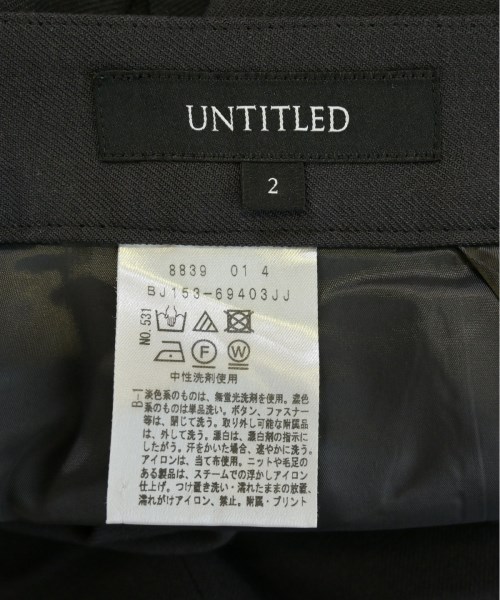 UNTITLED
2
8839 01 4
BJ153-69403JJ
NO.531
F
W
中性洗剤使用
B-1
淡色系のものは、無蛍光洗剤を使用。濃色
系のものは単品洗い。ボタン、ファスナー
等は、閉じて洗う。取り外し可能な附属品
は、外して洗う。漂白は、漂白剤の指示に
したがう。汗をかいた場合、速やかに洗う。
アイロンは、当て布使用。ニットや毛足の
ある製品は、スチームでの浮かしアイロン
仕上げ。つけ置き洗い・濡れたままの放置、
濡れがけアイロン、禁止。附属・プリント